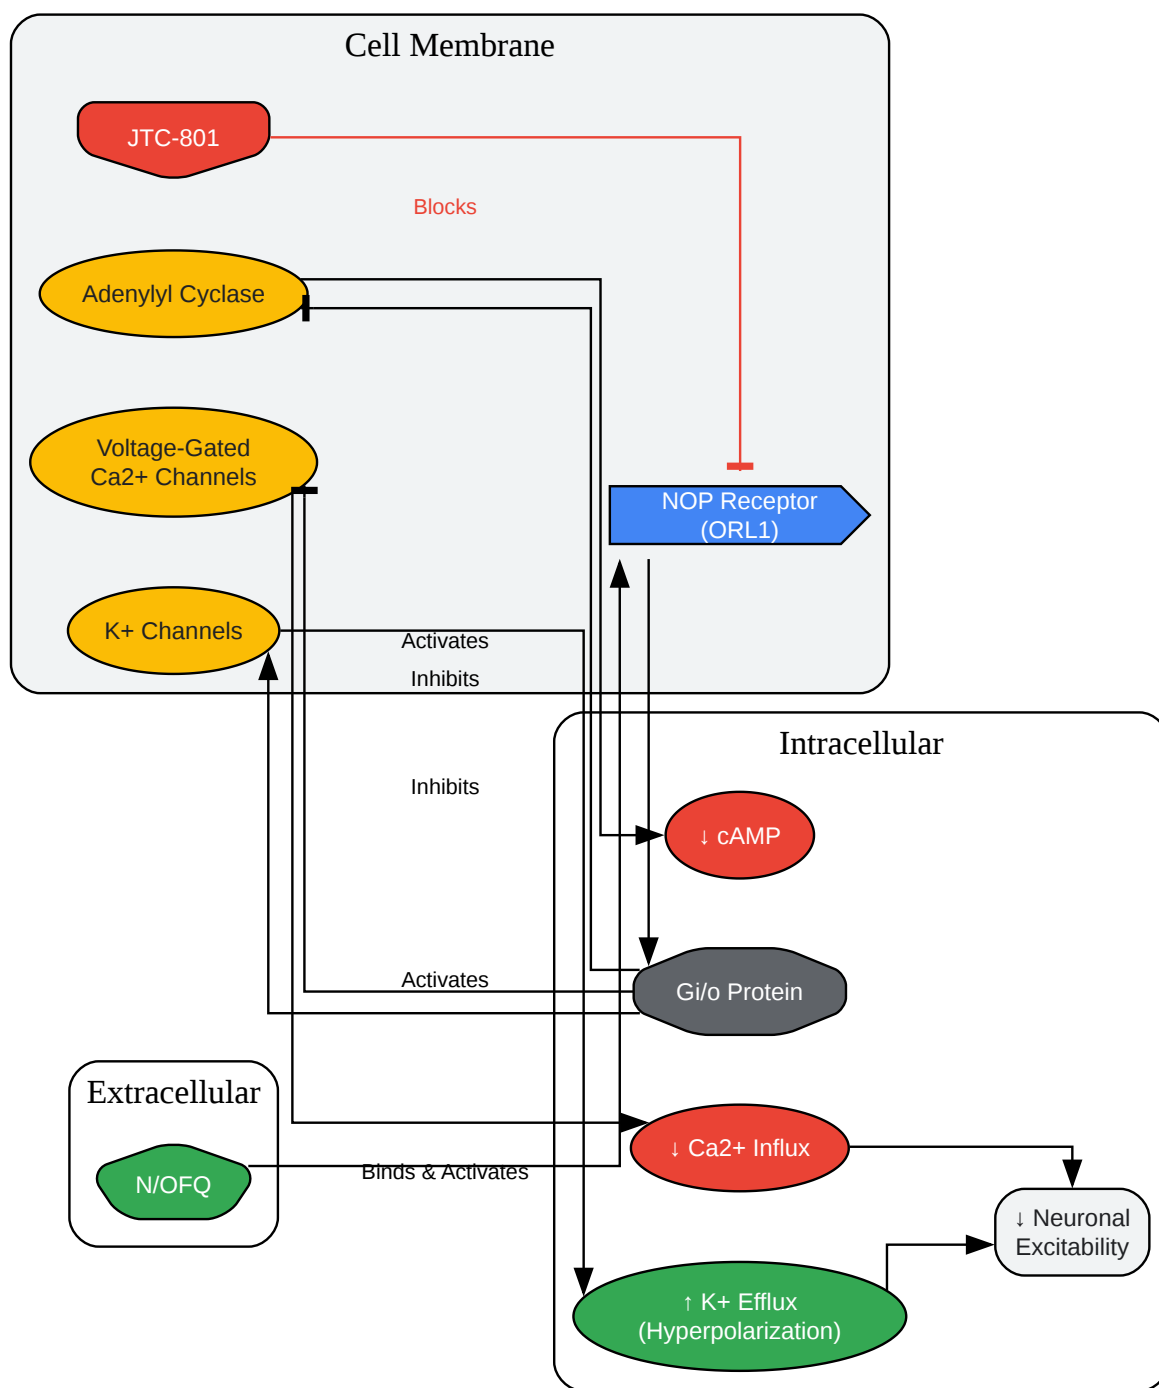 Cell Membrane
JTC-801
Blocks
Adenylyl Cyclase
Voltage-Gated
Ca2+ Channels
NOP Receptor
(ORL1)
K+ Channels
Activates
Inhibits
Intracellular
Inhibits
↓ cAMP
Activates
Gi/o Protein
Extracellular
N/OFQ
Binds & Activates
↓ Ca2+ Influx
↓ Neuronal
Excitability
↑ K+ Efflux
(Hyperpolarization)